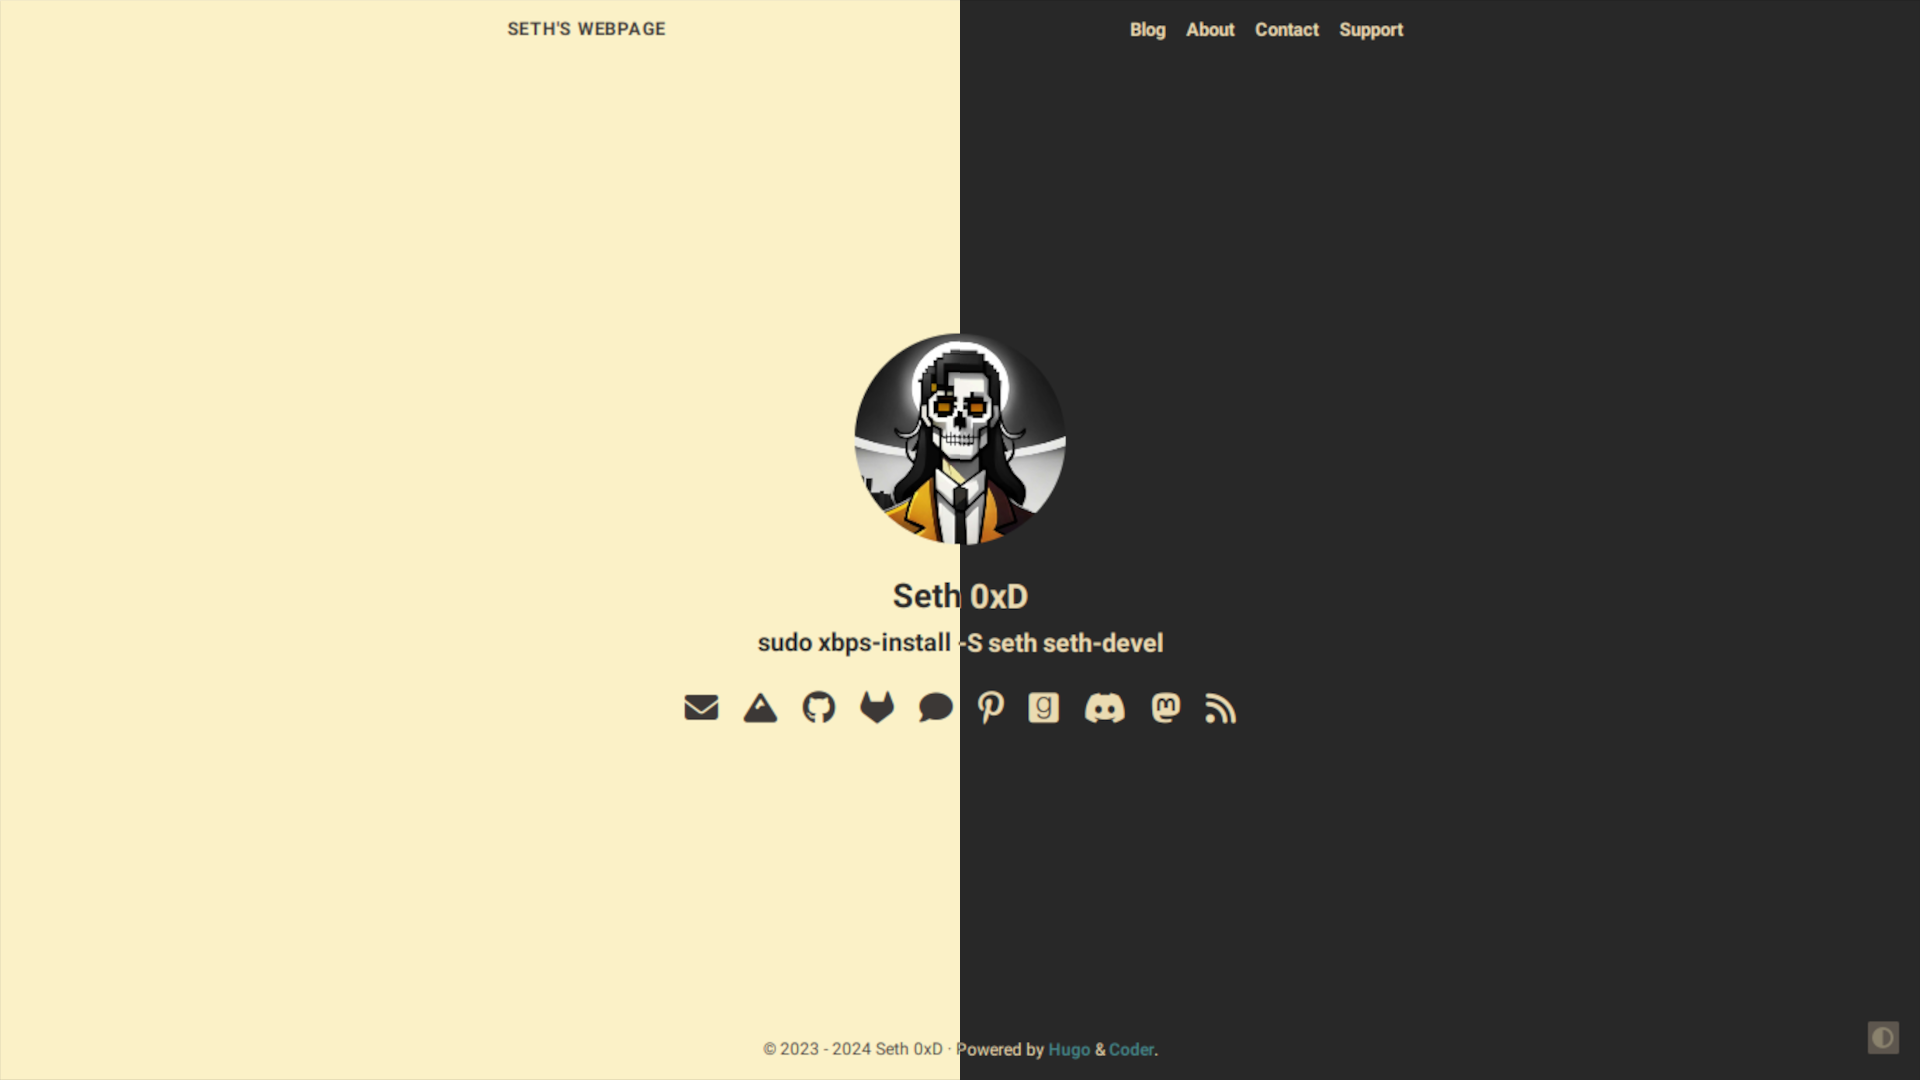 SETH'S WEBPAGE
Blog About Contact Support
Seth 0xD
sudo xbps-install -S seth seth-devel
© 2023 - 2024 Seth 0xD · Powered by Hugo & Coder.